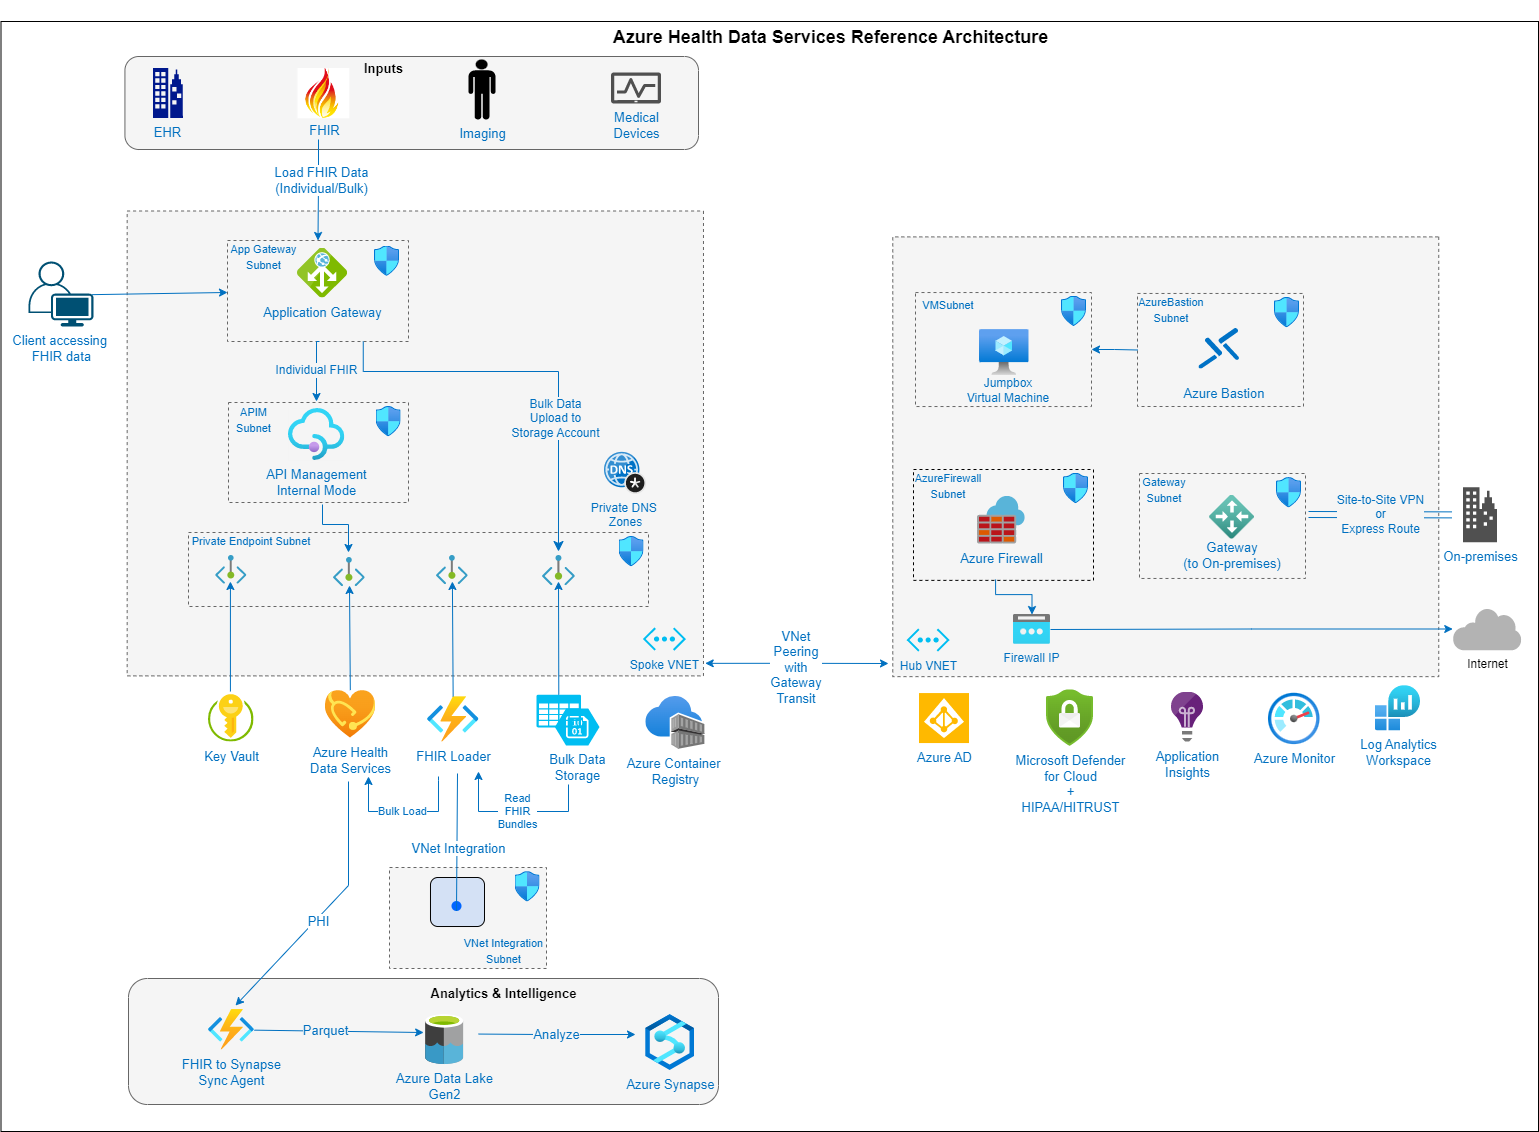 Azure Health Data Services Reference Architecture
Inputs
EHR
FHIR
Imaging
Medical
Devices
Load FHIR Data
(Individual/Bulk)
App Gateway
Subnet
Application Gateway
Client accessing
FHIR data
Individual FHIR
Bulk Data
Upload to
Storage Account
APIM
Subnet
API Management
Internal Mode
DNS
Private DNS
Zones
Private Endpoint Subnet
Spoke VNET
VNet
Peering
with
Gateway
Transit
VMSubnet
Jumpbox
Virtual Machine
AzureBastion
Subnet
Azure Bastion
AzureFirewall
Subnet
Azure Firewall
Gateway
Subnet
Gateway
(to On-premises)
Site-to-Site VPN
or
Express Route
On-premises
Firewall IP
Hub VNET
Internet
Key Vault
Azure Health
Data Services
FHIR Loader
10
01
Bulk Data
Storage
Azure Container
Registry
Azure AD
Microsoft Defender
for Cloud
+
HIPAA/HITRUST
Application
Insights
Azure Monitor
Log Analytics
Workspace
Bulk Load
Read
FHIR
Bundles
VNet Integration
VNet Integration
Subnet
PHI
Analytics & Intelligence
FHIR to Synapse
Sync Agent
Parquet
Azure Data Lake
Gen2
Analyze
Azure Synapse